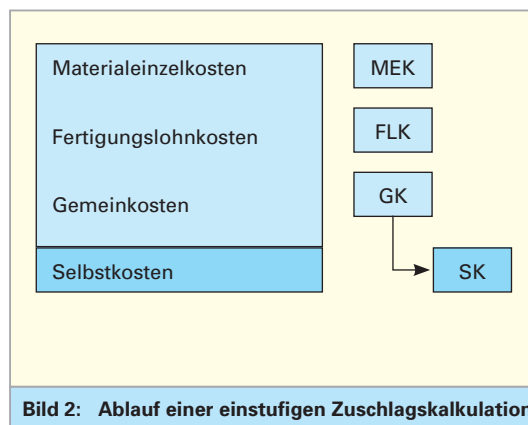 Materialeinzelkosten MEK
Fertigungslohnkosten FLK
Gemeinkosten GK
Selbstkosten SK
Bild 2: Ablauf einer einstufigen Zuschlagskalkulation